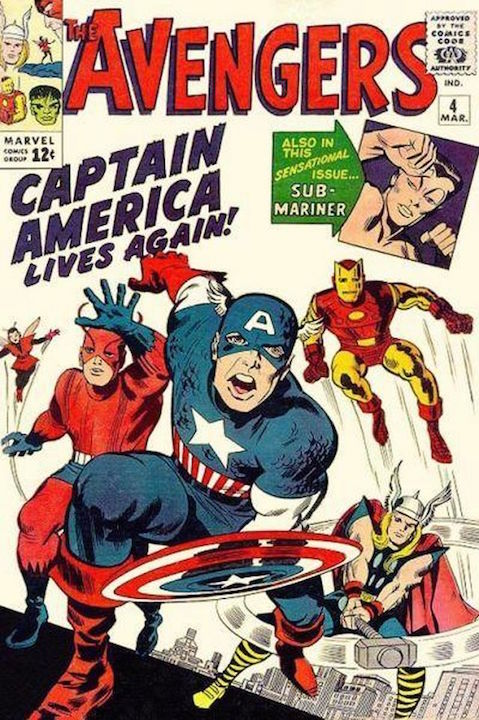 THE AVENGERS
APPROVED
BY THE
COMICS
CODE
AUTHORITY
IND.
4
MAR.
MARVEL
COMICS
GROUP 12¢
CAPTAIN
AMERICA
LIVES AGAIN!
ALSO IN
THIS
SENSATIONAL
ISSUE...
SUB-
MARINER
A